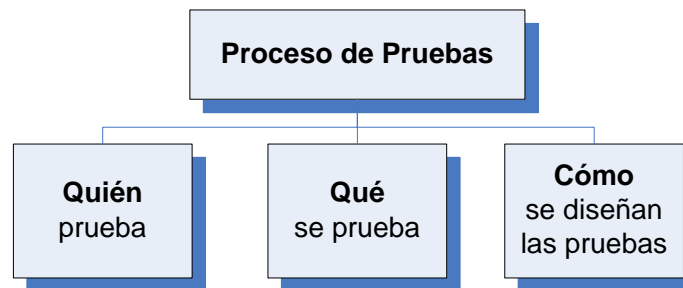 Proceso de Pruebas
Quién
prueba
Qué
se prueba
Cómo
se diseñan
las pruebas